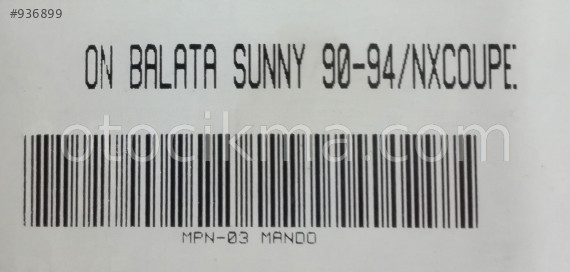 #936899
ON BALATA SUNNY 90-94/NXCOUPE:
otocikma.com
MPN-03 MANDO